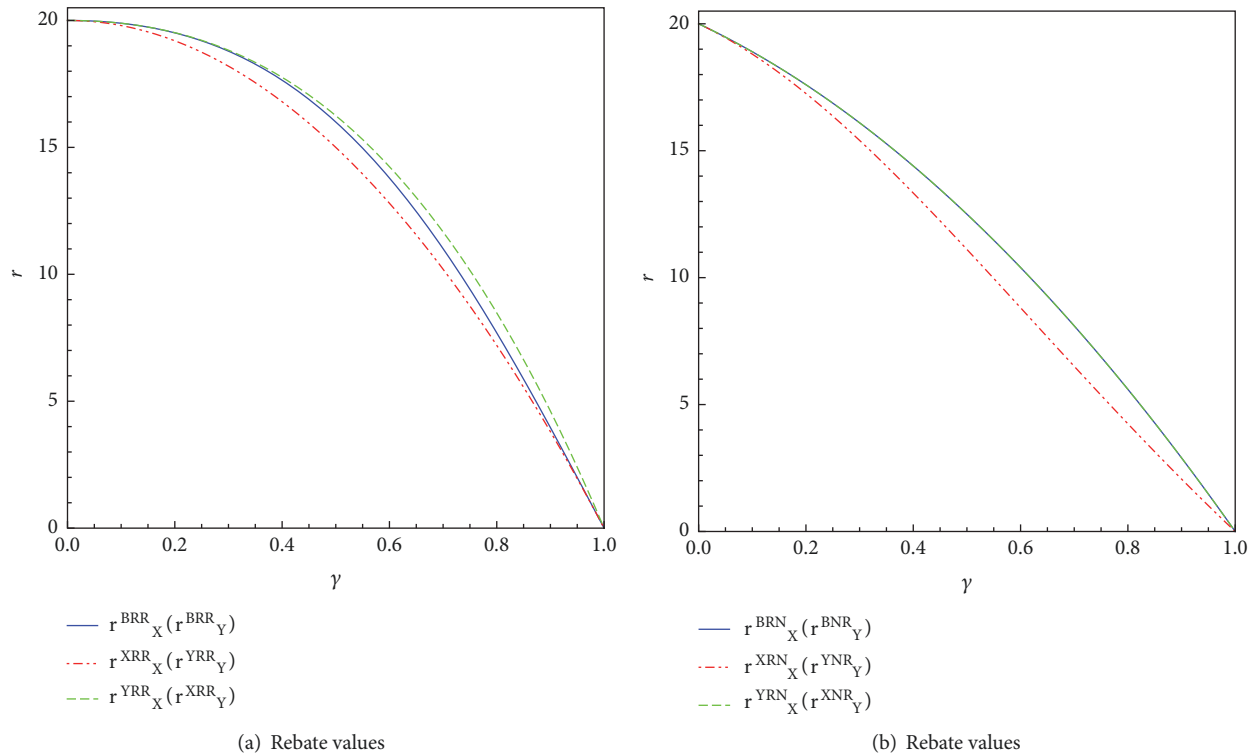 20
15
10
5
0
r
0.0 0.2 0.4 0.6 0.8 1.0
γ
r^BRR_X (r^BRR_Y)
r^XRR_X (r^YRR_Y)
r^YRR_X (r^XRR_Y)
(a) Rebate values
20
15
10
5
0
r
0.0 0.2 0.4 0.6 0.8 1.0
γ
r^BRN_X (r^BNR_Y)
r^XRN_X (r^YNR_Y)
r^YRN_X (r^XNR_Y)
(b) Rebate values